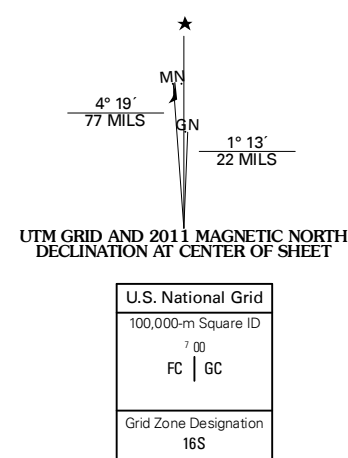 ★
MN
4° 19´
77 MILS
GN
1° 13´
22 MILS
UTM GRID AND 2011 MAGNETIC NORTH
DECLINATION AT CENTER OF SHEET
U.S. National Grid
100,000-m Square ID
7 00
FC | GC
Grid Zone Designation
16S